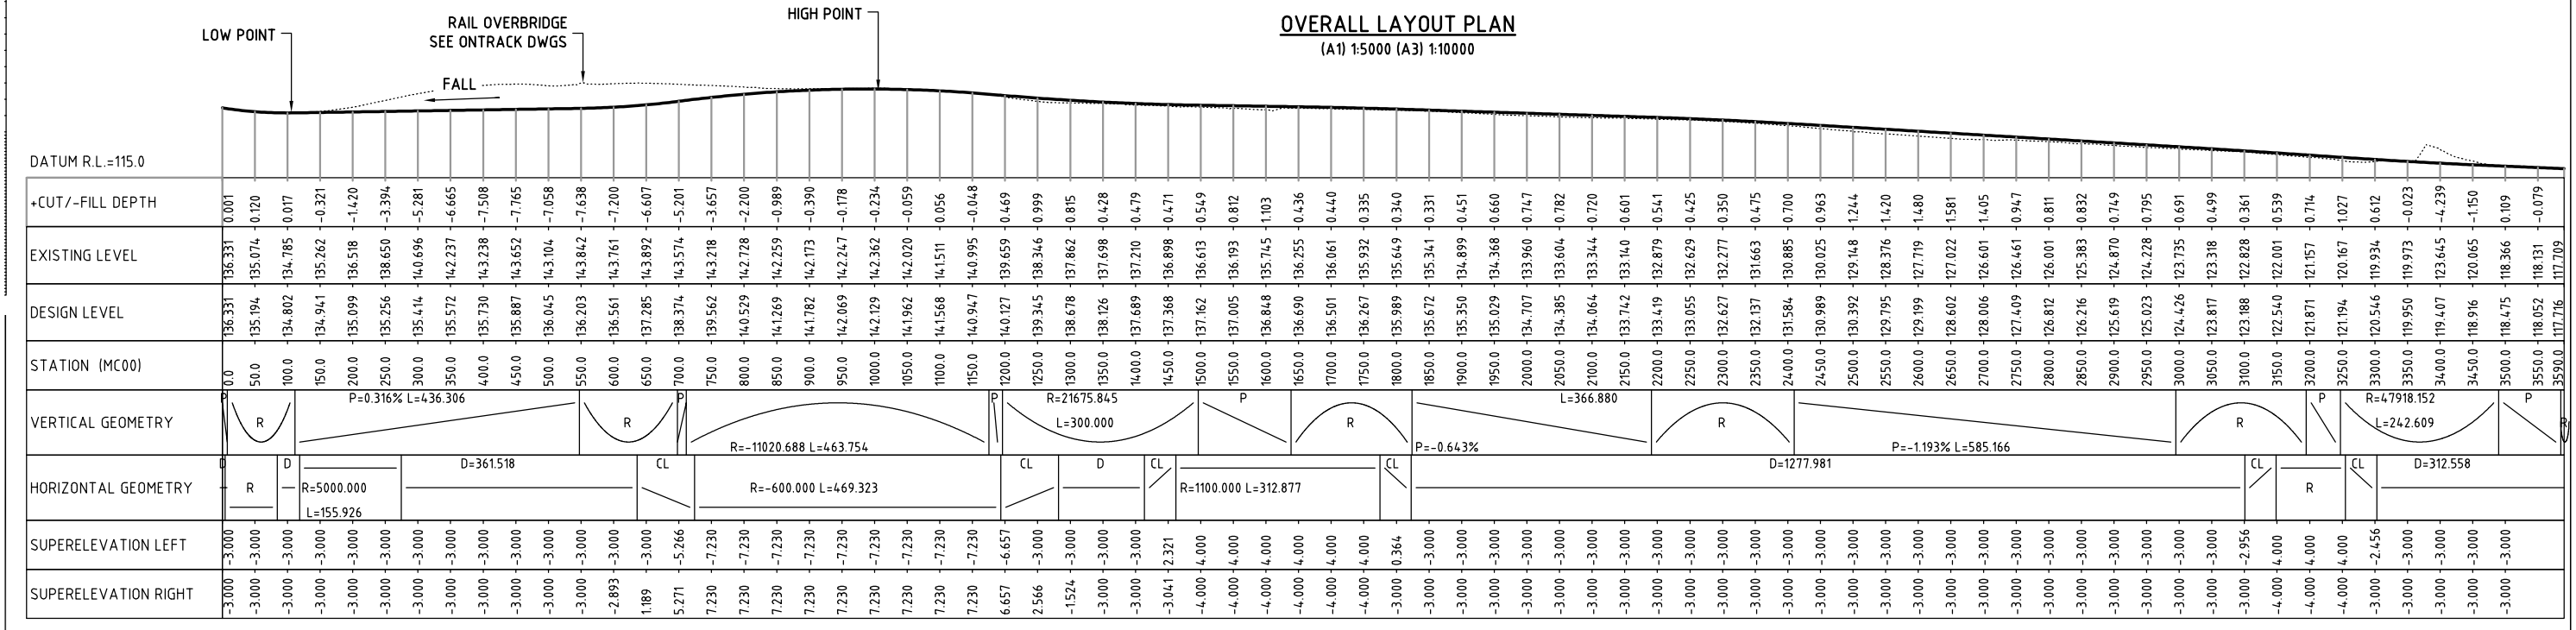 HIGH POINT
OVERALL LAYOUT PLAN
(A1) 1:5000 (A3) 1:10000
RAIL OVERBRIDGE
SEE ONTRACK DWGS
LOW POINT
FALL
DATUM R.L.=115.0
+CUT/-FILL DEPTH 0.001 0.120 0.017 -0.321 -1.420 -3.394 -5.281 -6.665 -7.508 -7.765 -7.058 -7.638 -7.200 -6.607 -5.201 -3.657 -2.200 -0.989 -0.390 -0.178 -0.234 -0.059 0.056 -0.048 0.469 0.999 0.815 0.428 0.479 0.471 0.549 0.812 1.103 0.436 0.440 0.335 0.340 0.331 0.451 0.660 0.747 0.782 0.720 0.601 0.541 0.425 0.350 0.475 0.700 0.963 1.244 1.420 1.480 1.581 1.405 0.947 0.811 0.832 0.749 0.795 0.691 0.499 0.361 0.539 0.714 1.027 0.612 -0.023 -4.239 -1.150 0.109 -0.079
EXISTING LEVEL 136.331 135.074 134.785 135.262 136.518 138.650 140.696 142.237 143.238 143.652 143.104 143.842 143.761 143.892 143.574 143.218 142.728 142.259 142.173 142.247 142.362 142.020 141.511 140.995 139.659 138.346 137.862 137.698 137.210 136.898 136.613 136.193 135.745 136.255 136.061 135.932 135.649 135.341 134.899 134.368 133.960 133.604 133.344 133.140 132.879 132.629 132.277 131.663 130.885 130.025 129.148 128.376 127.719 127.022 126.601 126.461 126.001 125.383 124.870 124.228 123.735 123.318 122.828 122.001 121.157 120.167 119.934 119.973 123.645 120.065 118.366 118.131 117.709
DESIGN LEVEL 136.331 135.194 134.802 134.941 135.099 135.256 135.414 135.572 135.730 135.887 136.045 136.203 136.561 137.285 138.374 139.562 140.529 141.269 141.782 142.069 142.129 141.962 141.568 140.947 140.127 139.345 138.678 138.126 137.689 137.368 137.162 137.005 136.848 136.690 136.501 136.267 135.989 135.672 135.350 135.029 134.707 134.385 134.064 133.742 133.419 133.055 132.627 132.137 131.584 130.989 130.392 129.795 129.199 128.602 128.006 127.409 126.812 126.216 125.619 125.023 124.426 123.817 123.188 122.540 121.871 121.194 120.546 119.950 119.407 118.916 118.475 118.052 117.716
STATION (MC00) 0.0 50.0 100.0 150.0 200.0 250.0 300.0 350.0 400.0 450.0 500.0 550.0 600.0 650.0 700.0 750.0 800.0 850.0 900.0 950.0 1000.0 1050.0 1100.0 1150.0 1200.0 1250.0 1300.0 1350.0 1400.0 1450.0 1500.0 1550.0 1600.0 1650.0 1700.0 1750.0 1800.0 1850.0 1900.0 1950.0 2000.0 2050.0 2100.0 2150.0 2200.0 2250.0 2300.0 2350.0 2400.0 2450.0 2500.0 2550.0 2600.0 2650.0 2700.0 2750.0 2800.0 2850.0 2900.0 2950.0 3000.0 3050.0 3100.0 3150.0 3200.0 3250.0 3300.0 3350.0 3400.0 3450.0 3500.0 3550.0 3590.0
P P=0.316% L=436.306 P P R=21675.845 P L=366.880 P R=47918.152 P
VERTICAL GEOMETRY R R L=300.000 R R R L=242.609 R
R=-11020.688 L=463.754 P=-0.643% P=-1.193% L=585.166
D D D=361.518 CL CL D CL CL D=1277.981 CL CL D=312.558
HORIZONTAL GEOMETRY R R=5000.000 R=-600.000 L=469.323 R=1100.000 L=312.877 R
L=155.926
SUPERELEVATION LEFT -3.000 -3.000 -3.000 -3.000 -3.000 -3.000 -3.000 -3.000 -3.000 -3.000 -3.000 -3.000 -3.000 -3.000 -5.266 -7.230 -7.230 -7.230 -7.230 -7.230 -7.230 -7.230 -7.230 -7.230 -6.657 -3.000 -3.000 -3.000 -3.000 2.321 4.000 4.000 4.000 4.000 4.000 4.000 0.364 -3.000 -3.000 -3.000 -3.000 -3.000 -3.000 -3.000 -3.000 -3.000 -3.000 -3.000 -3.000 -3.000 -3.000 -3.000 -3.000 -3.000 -3.000 -3.000 -3.000 -3.000 -3.000 -3.000 -3.000 -3.000 -2.956 4.000 4.000 4.000 -2.456 -3.000 -3.000 -3.000 -3.000
SUPERELEVATION RIGHT -3.000 -3.000 -3.000 -3.000 -3.000 -3.000 -3.000 -3.000 -3.000 -3.000 -3.000 -3.000 -2.893 1.189 5.271 7.230 7.230 7.230 7.230 7.230 7.230 7.230 7.230 7.230 6.657 2.566 -1.524 -3.000 -3.000 -3.041 -4.000 -4.000 -4.000 -4.000 -4.000 -4.000 -3.000 -3.000 -3.000 -3.000 -3.000 -3.000 -3.000 -3.000 -3.000 -3.000 -3.000 -3.000 -3.000 -3.000 -3.000 -3.000 -3.000 -3.000 -3.000 -3.000 -3.000 -3.000 -3.000 -3.000 -3.000 -3.000 -3.000 -4.000 -4.000 -4.000 -3.000 -3.000 -3.000 -3.000 -3.000